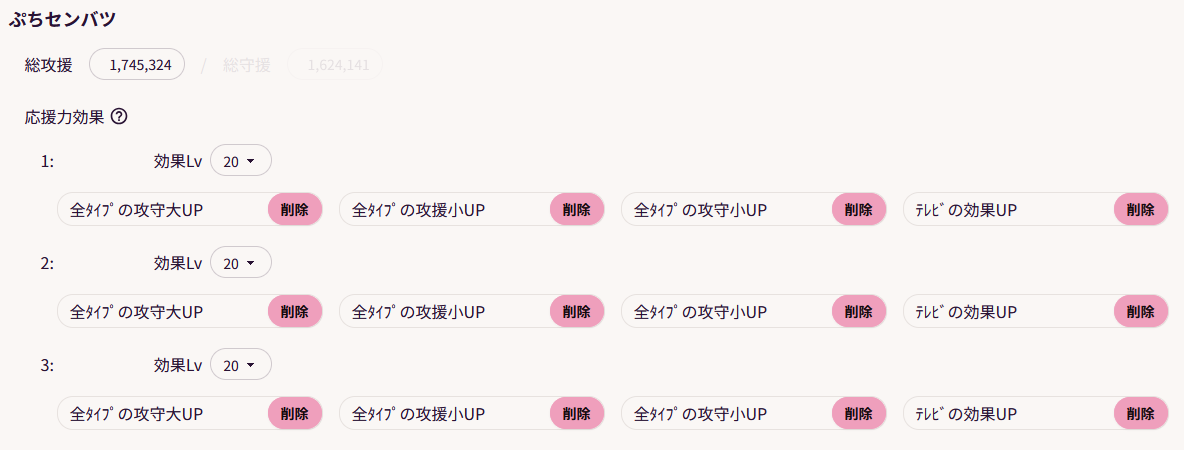 ぷちセンバツ
総攻援 1,745,324 / 総守援 1,624,141
応援力効果 ?
1: 効果Lv 20
全ﾀｲﾌﾟの攻守大UP 削除 全ﾀｲﾌﾟの攻援小UP 削除 全ﾀｲﾌﾟの攻守小UP 削除 ﾃﾚﾋﾞの効果UP 削除
2: 効果Lv 20
全ﾀｲﾌﾟの攻守大UP 削除 全ﾀｲﾌﾟの攻援小UP 削除 全ﾀｲﾌﾟの攻守小UP 削除 ﾃﾚﾋﾞの効果UP 削除
3: 効果Lv 20
全ﾀｲﾌﾟの攻守大UP 削除 全ﾀｲﾌﾟの攻援小UP 削除 全ﾀｲﾌﾟの攻守小UP 削除 ﾃﾚﾋﾞの効果UP 削除